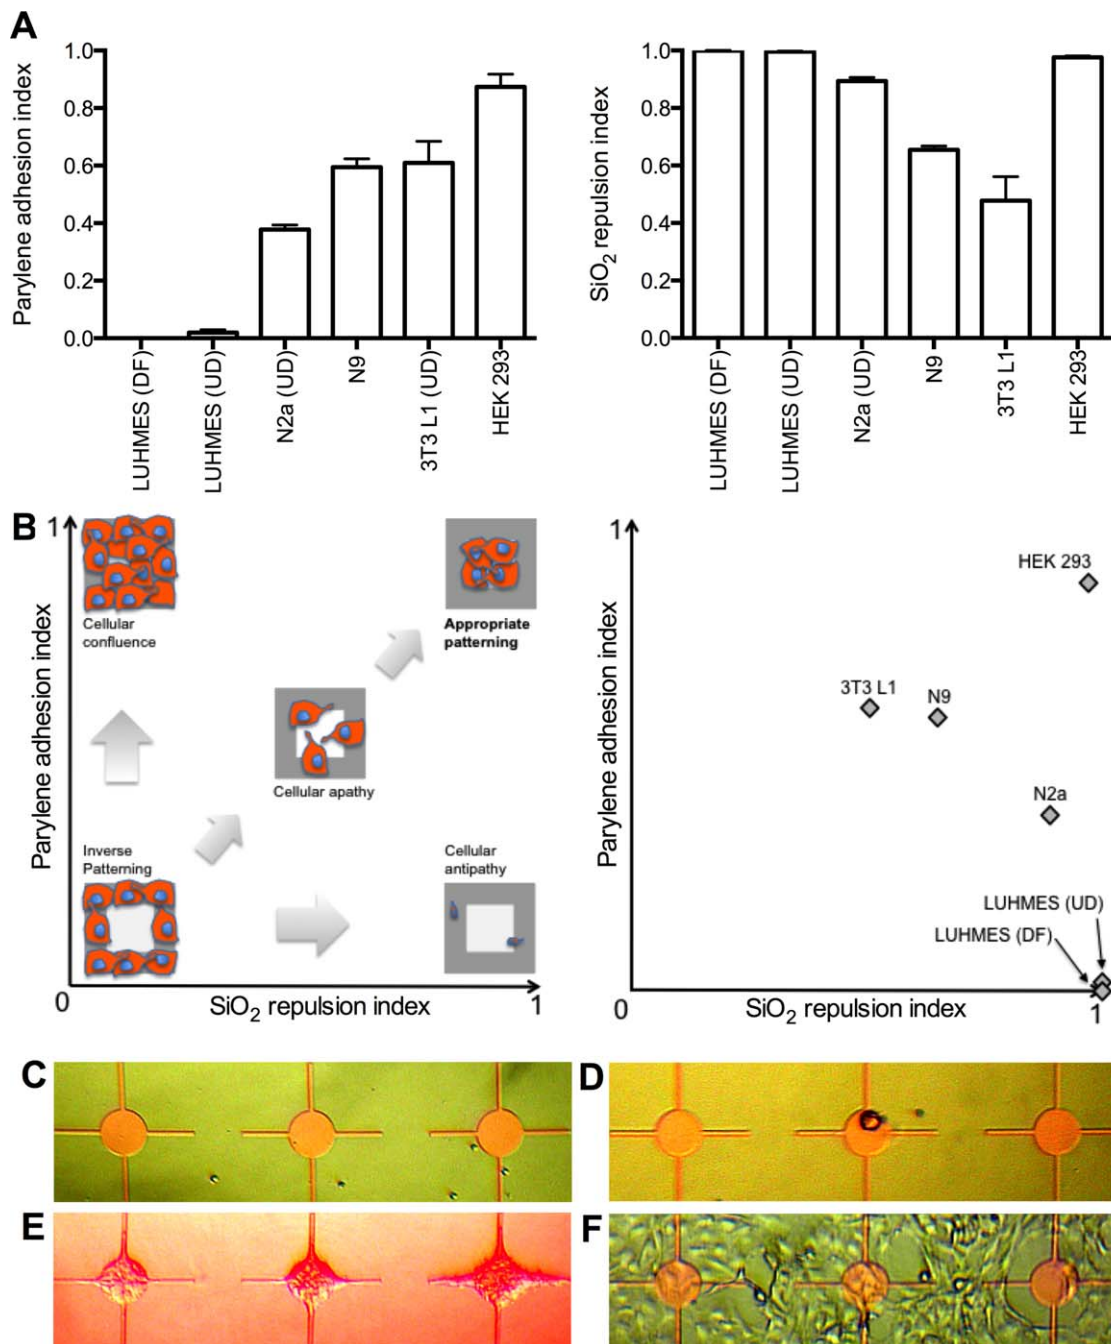 A
Parylene adhesion index
1.0
0.8
0.6
0.4
0.2
0.0
LUHMES (DF)
LUHMES (UD)
N2a (UD)
N9
3T3 L1 (UD)
HEK 293
SiO2 repulsion index
1.0
0.8
0.6
0.4
0.2
0.0
LUHMES (DF)
LUHMES (UD)
N2a (UD)
N9
3T3 L1
HEK 293
B
1
Parylene adhesion index
Cellular
confluence
Appropriate
patterning
Cellular apathy
Inverse
Patterning
Cellular
antipathy
0
SiO2 repulsion index
1
1
Parylene adhesion index
HEK 293
3T3 L1
N9
N2a
LUHMES (UD)
LUHMES (DF)
0
SiO2 repulsion index
1
C
D
E
F